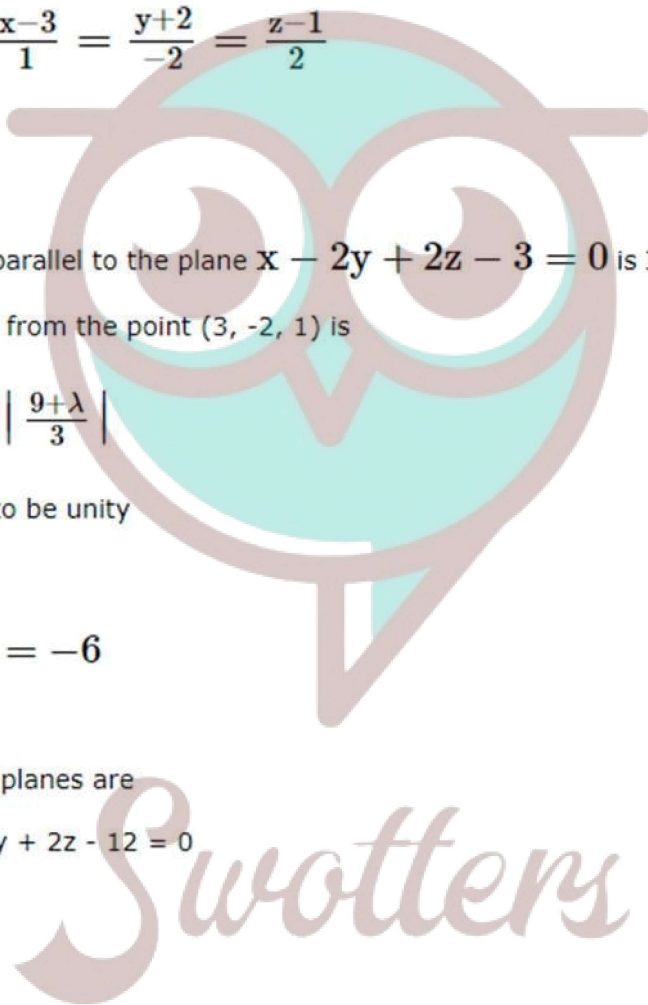 x−3/1 = y+2/−2 = z−1/2
parallel to the plane x − 2y + 2z − 3 = 0 is
from the point (3, -2, 1) is
| 9+λ/3 |
to be unity
= −6
planes are
y + 2z - 12 = 0
Swotters